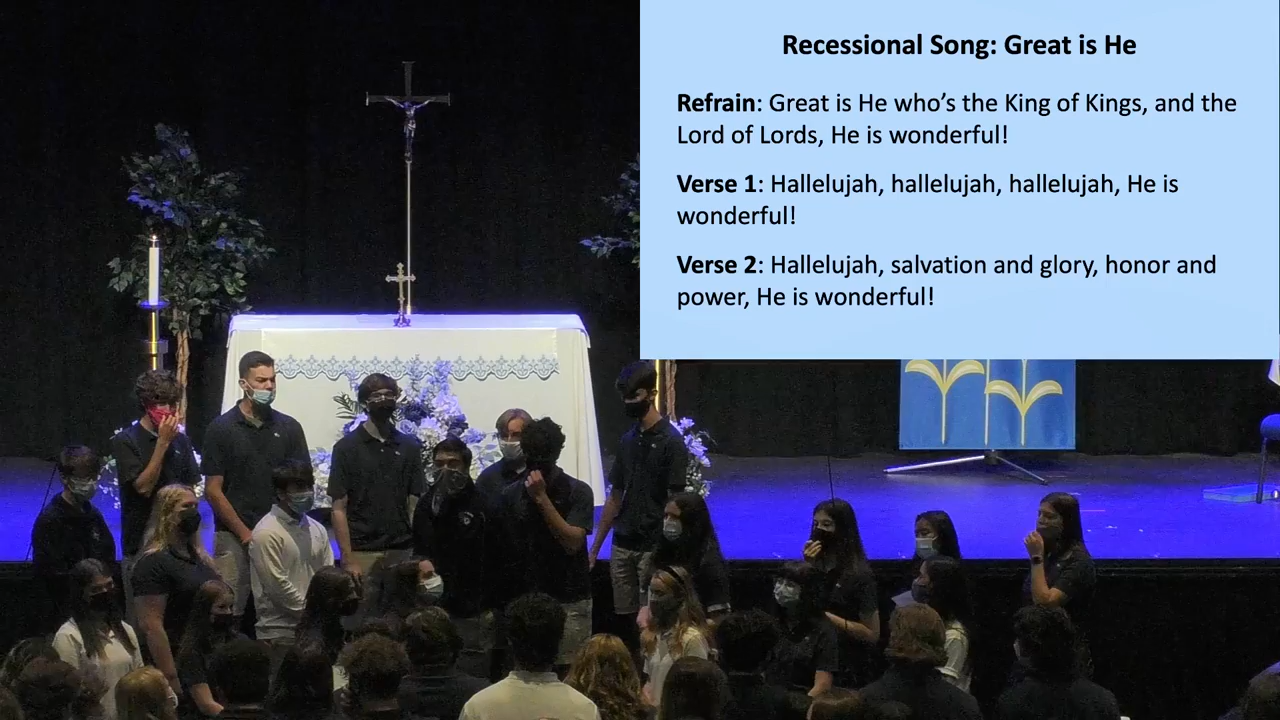 Recessional Song: Great is He
Refrain: Great is He who's the King of Kings, and the
Lord of Lords, He is wonderful!
Verse 1: Hallelujah, hallelujah, hallelujah, He is
wonderful!
Verse 2: Hallelujah, salvation and glory, honor and
power, He is wonderful!